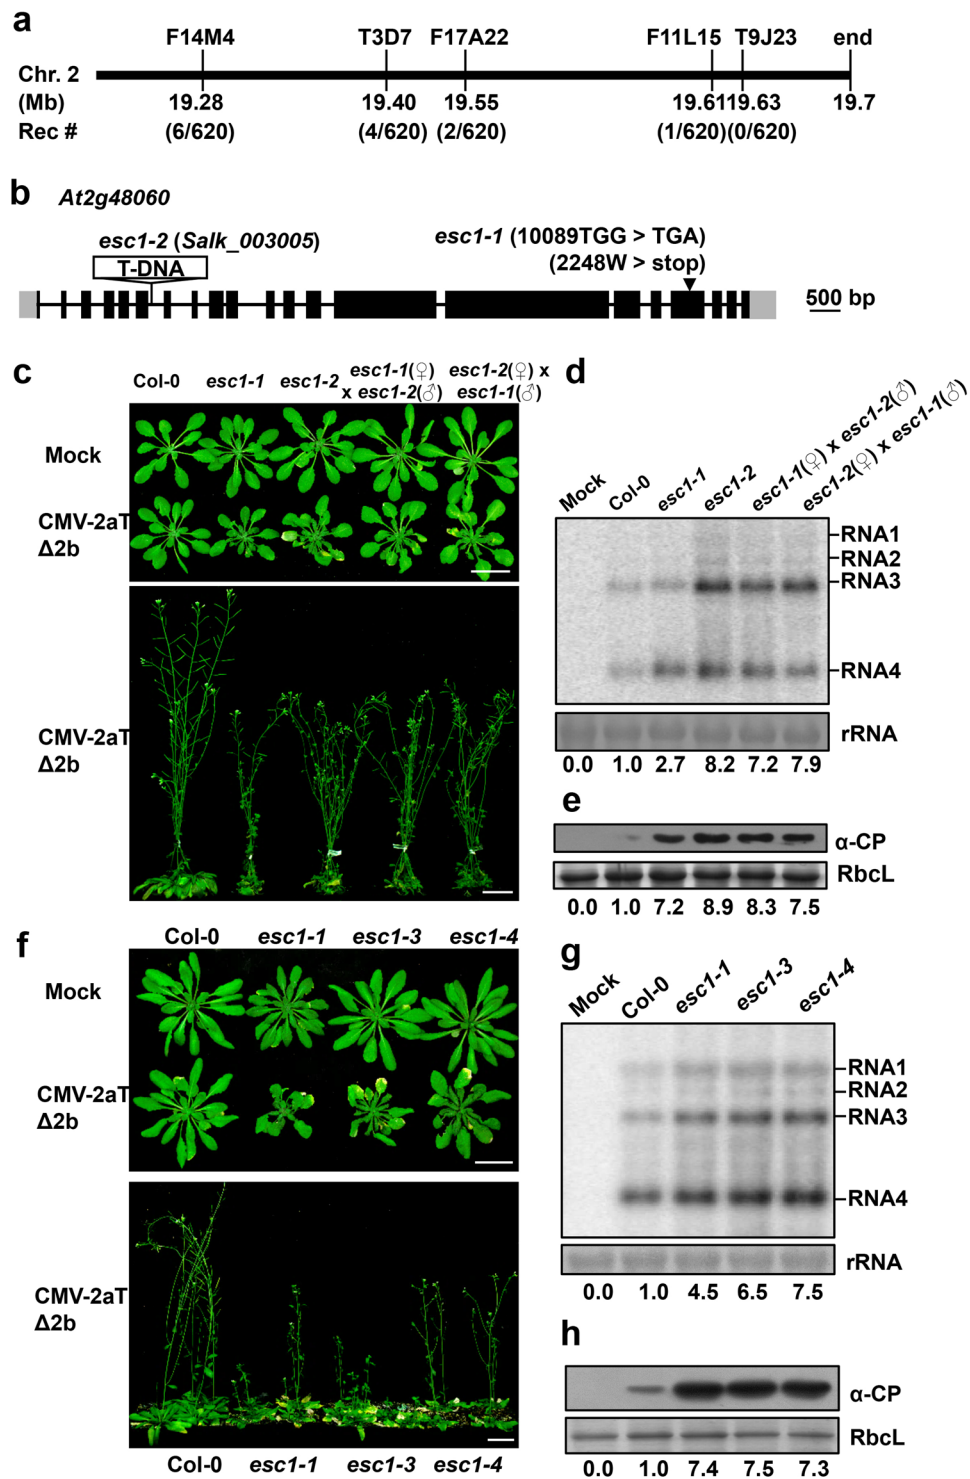 a
F14M4 T3D7 F17A22 F11L15 T9J23 end
Chr. 2
(Mb) 19.28 19.40 19.55 19.61 19.63 19.7
Rec # (6/620) (4/620) (2/620) (1/620) (0/620)
b At2g48060
esc1-2 (Salk_003005)
T-DNA
esc1-1 (10089TGG > TGA)
(2248W > stop)
500 bp
c
Col-0 esc1-1 esc1-2 esc1-1(♀) x esc1-2(♂) esc1-2(♀) x esc1-1(♂)
Mock
CMV-2aT
Δ2b
CMV-2aT
Δ2b
d
Mock Col-0 esc1-1 esc1-2 esc1-1(♀) x esc1-2(♂) esc1-2(♀) x esc1-1(♂)
RNA1
RNA2
RNA3
RNA4
rRNA
0.0 1.0 2.7 8.2 7.2 7.9
e
α-CP
RbcL
0.0 1.0 7.2 8.9 8.3 7.5
f
Col-0 esc1-1 esc1-3 esc1-4
Mock
CMV-2aT
Δ2b
CMV-2aT
Δ2b
Col-0 esc1-1 esc1-3 esc1-4
g
Mock Col-0 esc1-1 esc1-3 esc1-4
RNA1
RNA2
RNA3
RNA4
rRNA
0.0 1.0 4.5 6.5 7.5
h
α-CP
RbcL
0.0 1.0 7.4 7.5 7.3